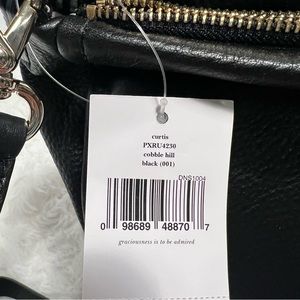 curtis
PXRU4230
cobble hill
black (001)
DNS1004
0 98689 48870 7
graciousness is to be admired